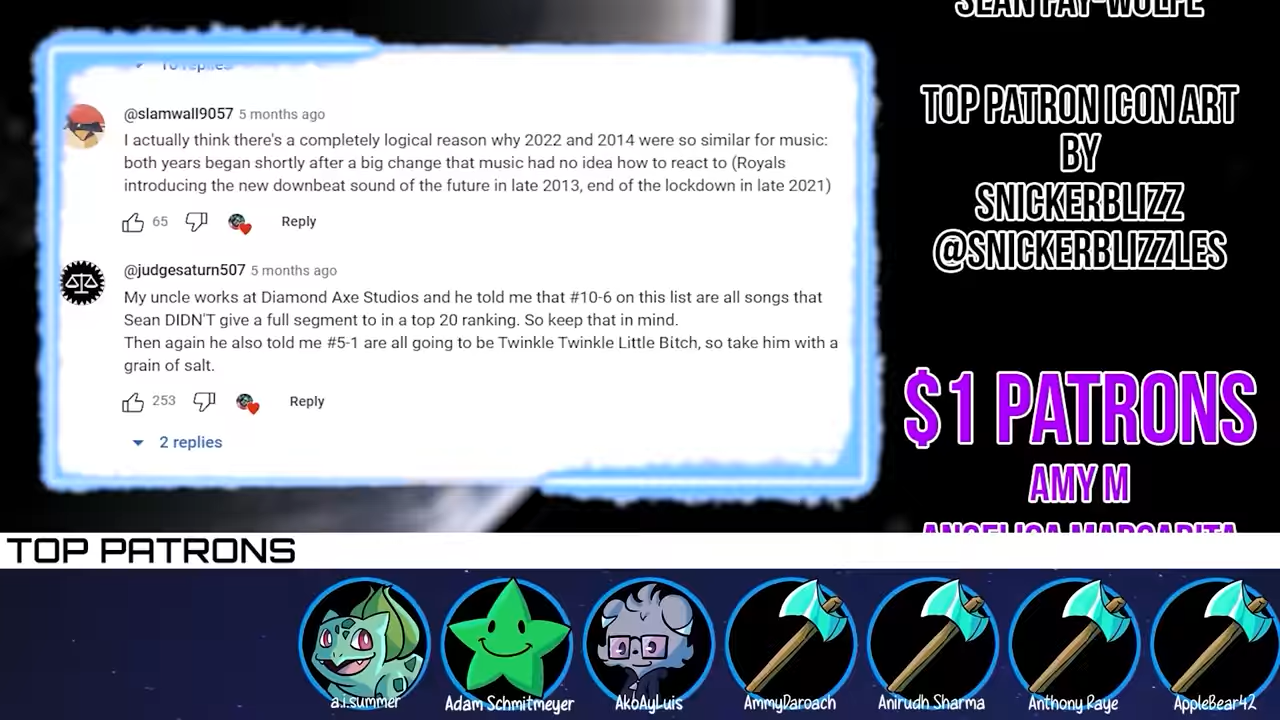 SEAN FAY-WOLFE
10 replies
@slamwall9057 5 months ago
I actually think there's a completely logical reason why 2022 and 2014 were so similar for music:
both years began shortly after a big change that music had no idea how to react to (Royals
introducing the new downbeat sound of the future in late 2013, end of the lockdown in late 2021)
65 Reply
@judgesaturn507 5 months ago
My uncle works at Diamond Axe Studios and he told me that #10-6 on this list are all songs that
Sean DIDN'T give a full segment to in a top 20 ranking. So keep that in mind.
Then again he also told me #5-1 are all going to be Twinkle Twinkle Little Bitch, so take him with a
grain of salt.
253 Reply
2 replies
TOP PATRON ICON ART
BY
SNICKERBLIZZ
@SNICKERBLIZZLES
$1 PATRONS
AMY M
ANGELICA MARGARITA
TOP PATRONS
a.i.summer
Adam Schmitmeyer
AkoAyLuis
AmmyDaroach
Anirudh Sharma
Anthony Raye
AppleBear42